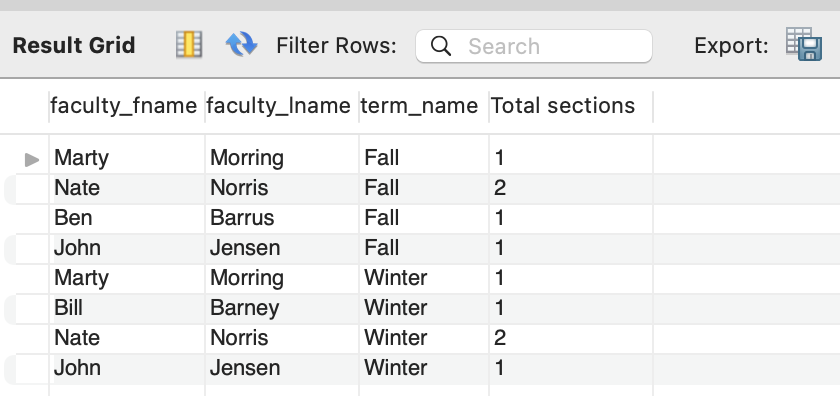 Result Grid Filter Rows: Search Export:
faculty_fname faculty_lname term_name Total sections
Marty Morring Fall 1
Nate Norris Fall 2
Ben Barrus Fall 1
John Jensen Fall 1
Marty Morring Winter 1
Bill Barney Winter 1
Nate Norris Winter 2
John Jensen Winter 1